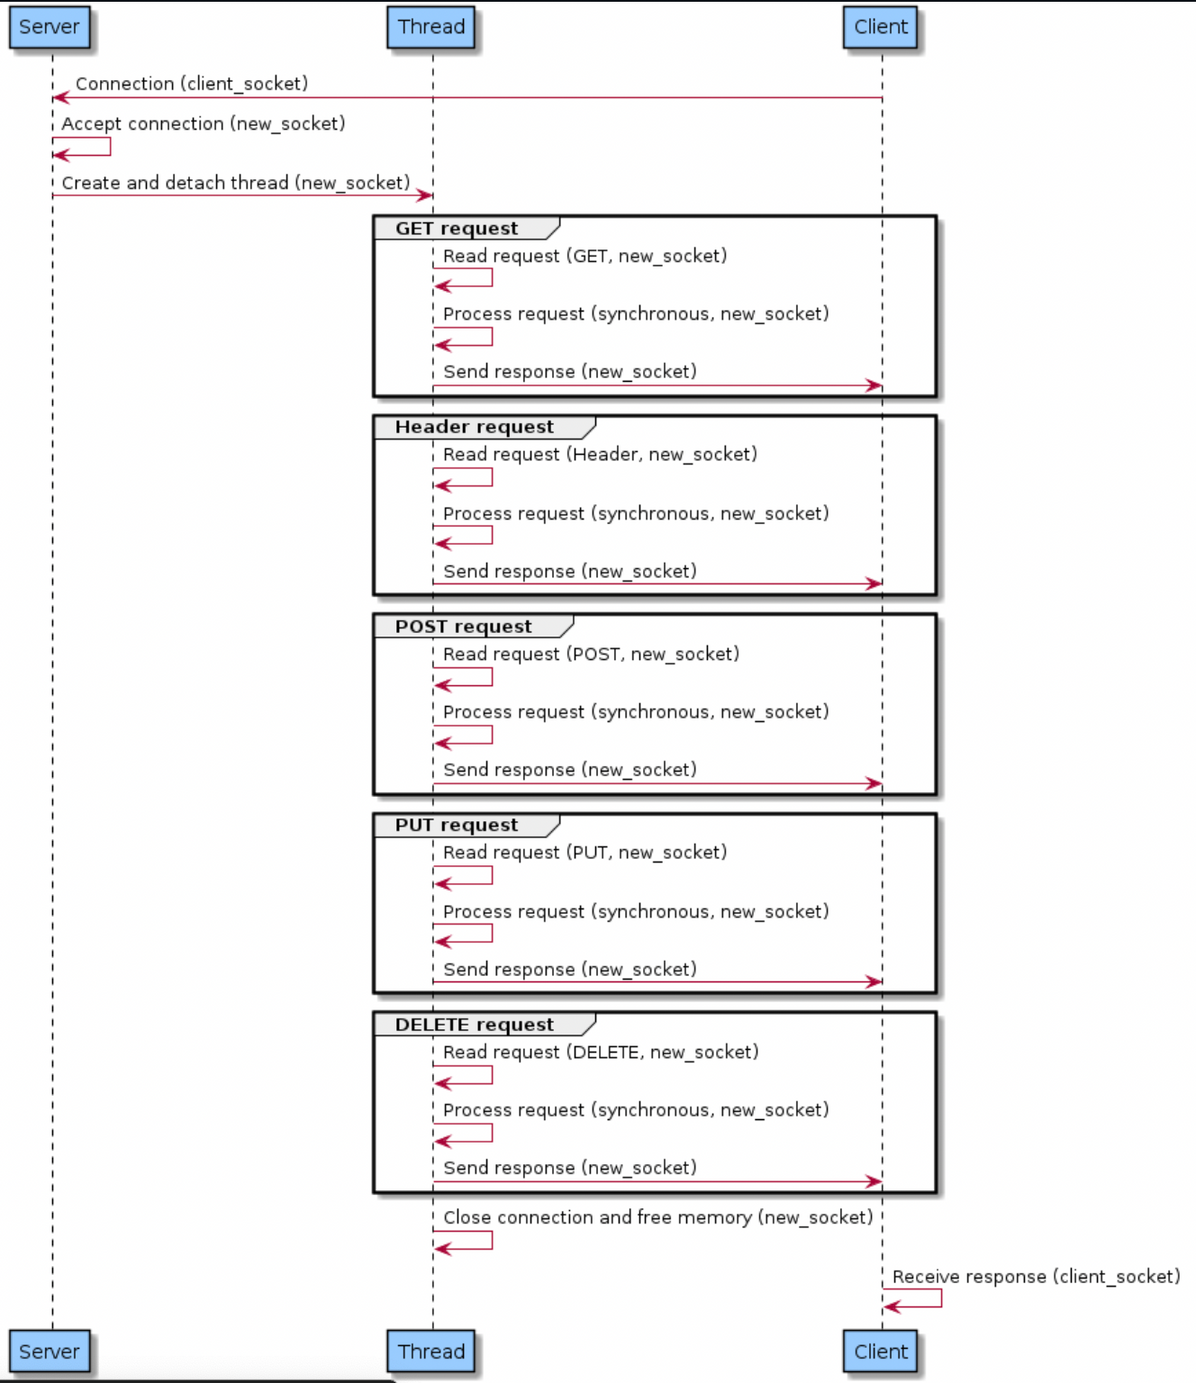 Server Thread Client
Connection (client_socket)
Accept connection (new_socket)
Create and detach thread (new_socket)
GET request
Read request (GET, new_socket)
Process request (synchronous, new_socket)
Send response (new_socket)
Header request
Read request (Header, new_socket)
Process request (synchronous, new_socket)
Send response (new_socket)
POST request
Read request (POST, new_socket)
Process request (synchronous, new_socket)
Send response (new_socket)
PUT request
Read request (PUT, new_socket)
Process request (synchronous, new_socket)
Send response (new_socket)
DELETE request
Read request (DELETE, new_socket)
Process request (synchronous, new_socket)
Send response (new_socket)
Close connection and free memory (new_socket)
Receive response (client_socket)
Server Thread Client